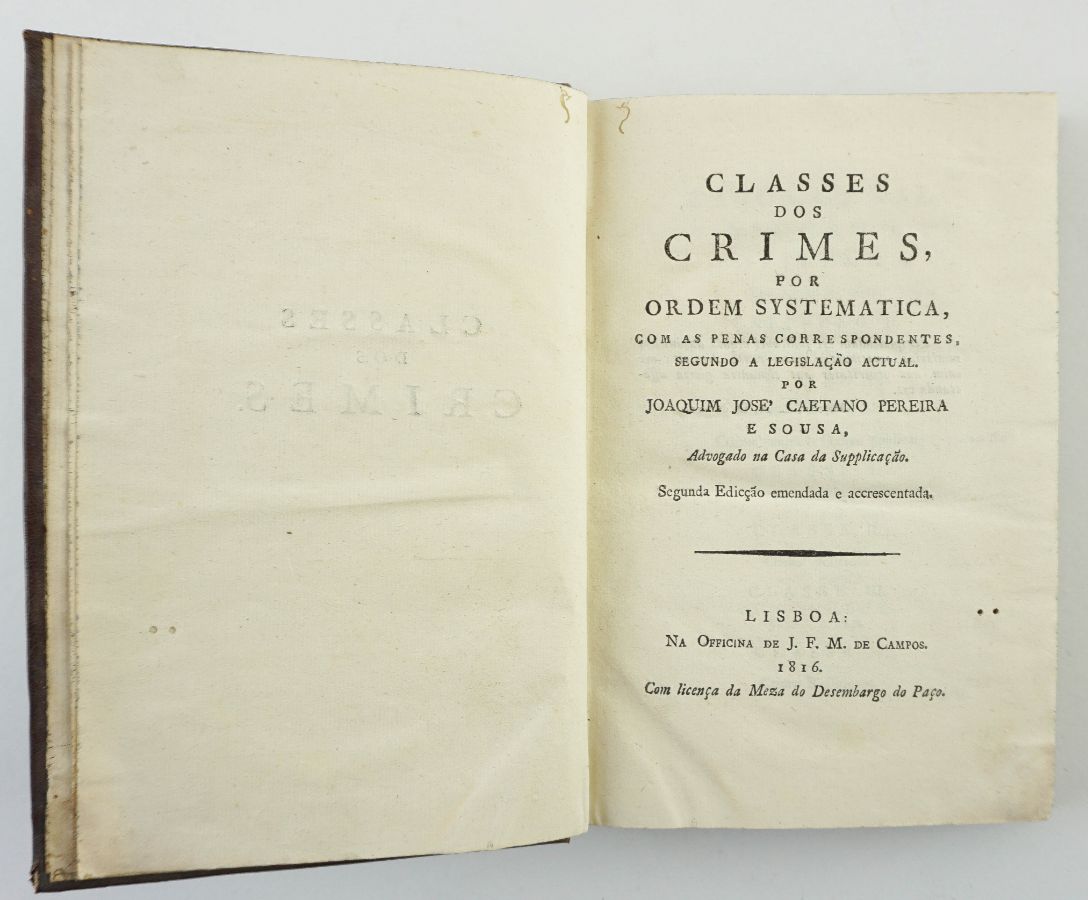 CLASSES
DOS
CRIMES,
POR
ORDEM SYSTEMATICA,
COM AS PENAS CORRESPONDENTES,
SEGUNDO A LEGISLAÇÃO ACTUAL.
POR
JOAQUIM JOSE' CAETANO PEREIRA
E SOUSA,
Advogado na Casa da Supplicação.
Segunda Edicção emendada e accrescentada.
LISBOA:
NA OFFICINA DE J. F. M. DE CAMPOS.
1816.
Com licença da Meza do Desembargo do Paço.